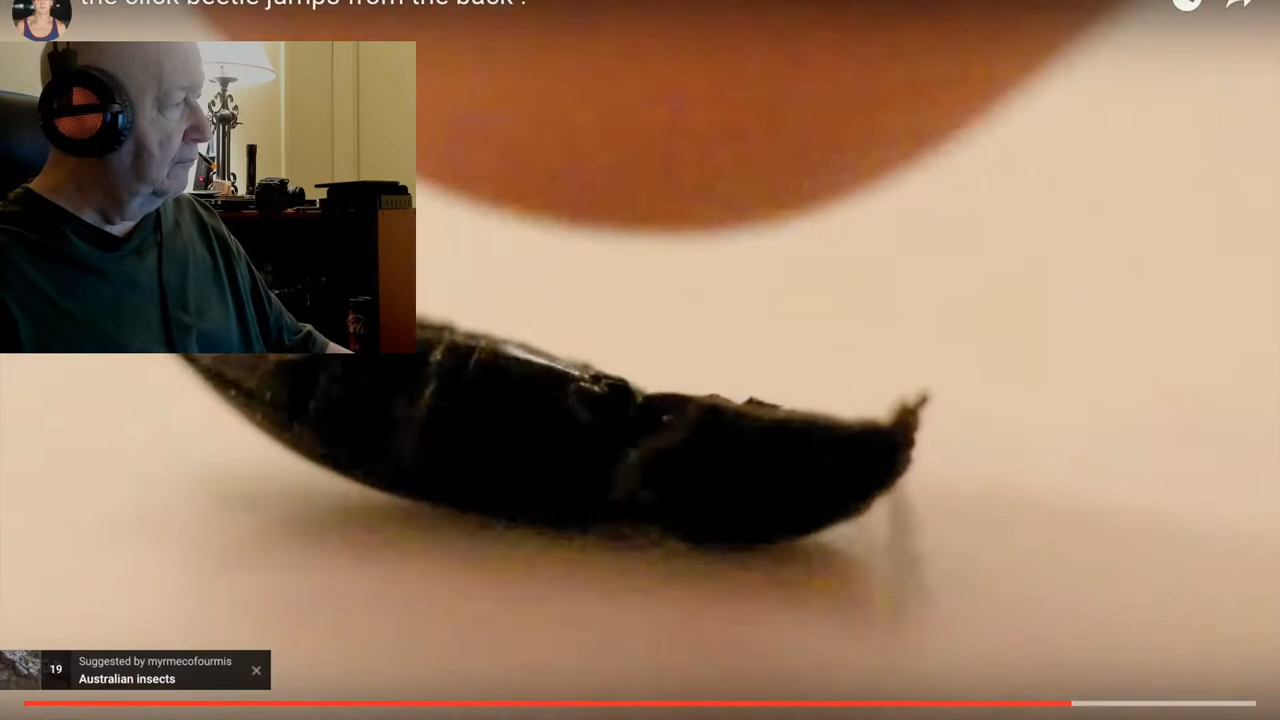 the click beetle jumps from the back !
19
Suggested by myrmecofourmis
Australian insects